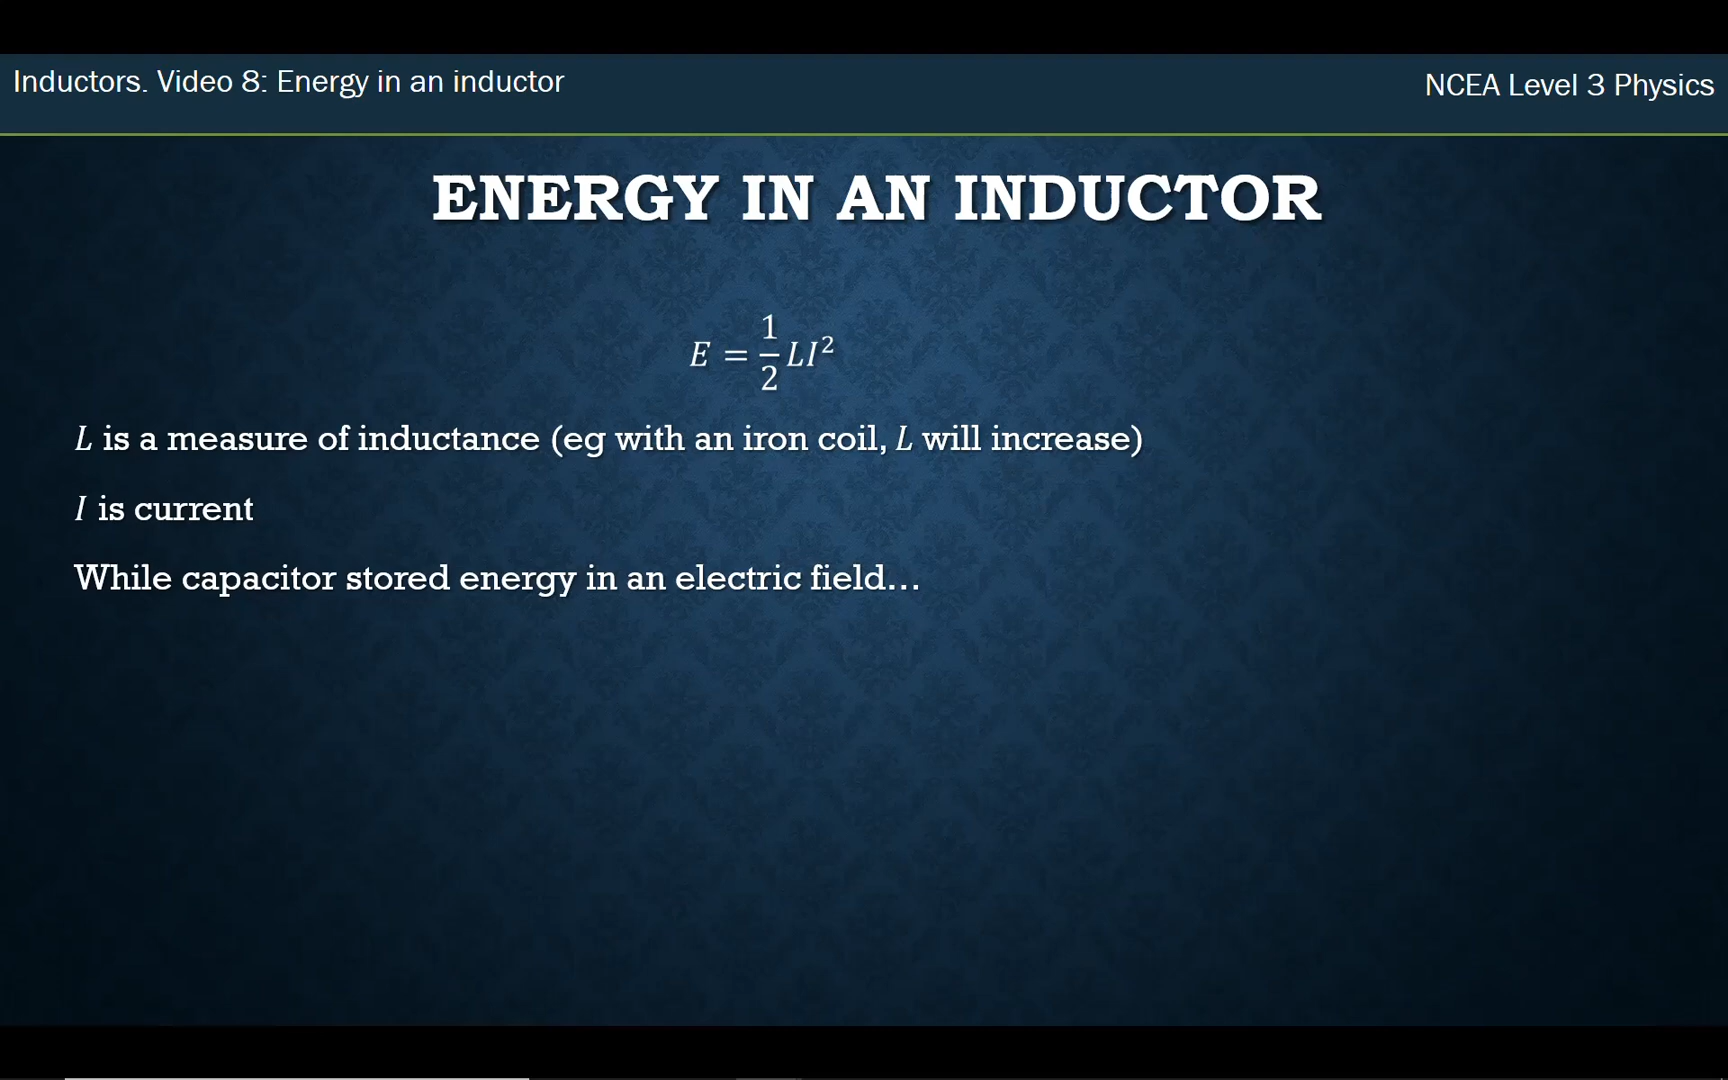 Inductors. Video 8: Energy in an inductor
NCEA Level 3 Physics
ENERGY IN AN INDUCTOR
E = 1/2 LI²
L is a measure of inductance (eg with an iron coil, L will increase)
I is current
While capacitor stored energy in an electric field…